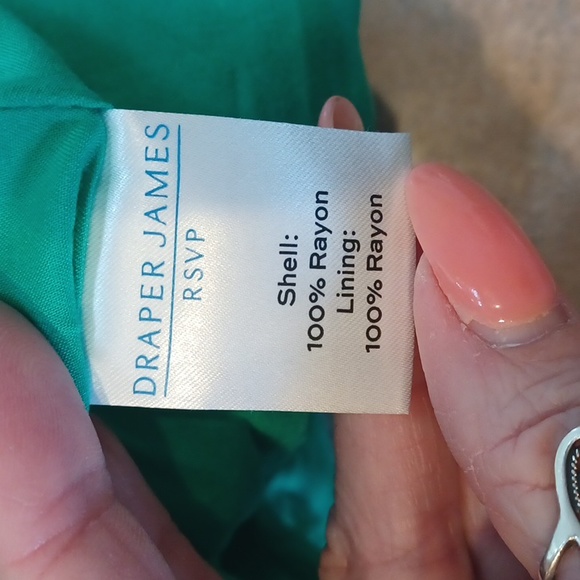 DRAPER JAMES
RSVP
Shell:
100% Rayon
Lining:
100% Rayon